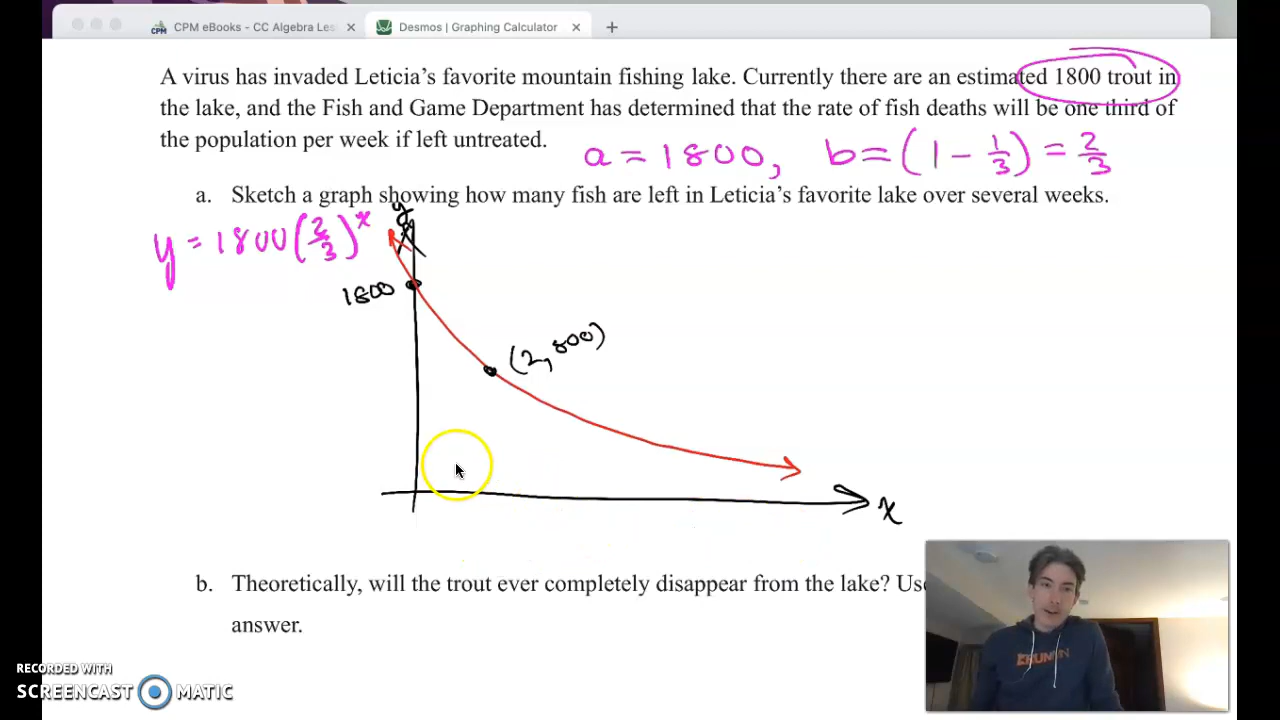 CPM eBooks - CC Algebra Les
Desmos | Graphing Calculator
A virus has invaded Leticia's favorite mountain fishing lake. Currently there are an estimated 1800 trout in
the lake, and the Fish and Game Department has determined that the rate of fish deaths will be one third of
the population per week if left untreated.
a = 1800, b = (1 - 1/3) = 2/3
a. Sketch a graph showing how many fish are left in Leticia's favorite lake over several weeks.
y = 1800(2/3)^x
y
1800
(2, 800)
x
b. Theoretically, will the trout ever completely disappear from the lake? Use
answer.
RECORDED WITH
SCREENCAST MATIC